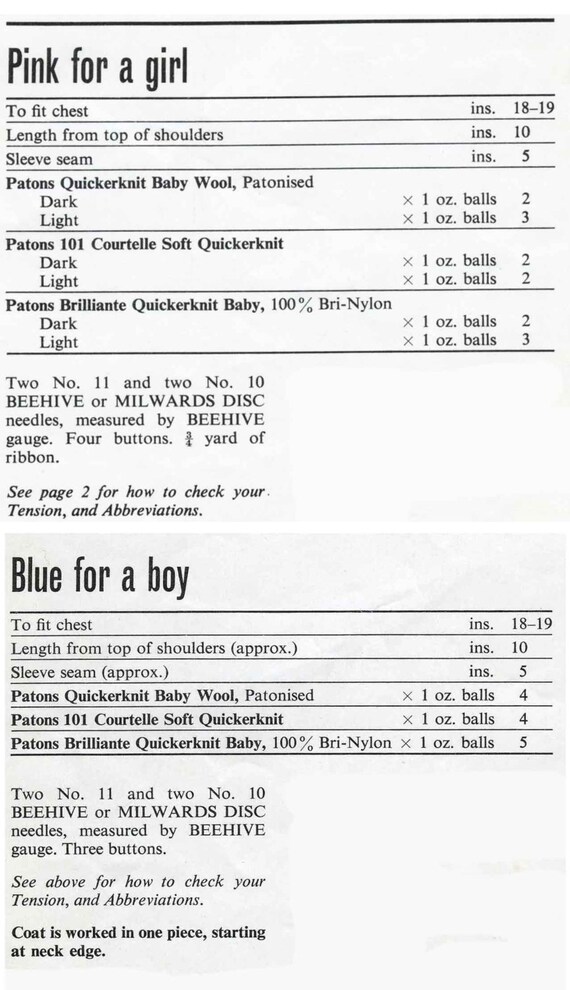 Pink for a girl
To fit chest ins. 18–19
Length from top of shoulders ins. 10
Sleeve seam ins. 5
Patons Quickerknit Baby Wool, Patonised
Dark × 1 oz. balls 2
Light × 1 oz. balls 3
Patons 101 Courtelle Soft Quickerknit
Dark × 1 oz. balls 2
Light × 1 oz. balls 2
Patons Brilliante Quickerknit Baby, 100% Bri-Nylon
Dark × 1 oz. balls 2
Light × 1 oz. balls 3
Two No. 11 and two No. 10
BEEHIVE or MILWARDS DISC
needles, measured by BEEHIVE
gauge. Four buttons. ¾ yard of
ribbon.
See page 2 for how to check your
Tension, and Abbreviations.
Blue for a boy
To fit chest ins. 18–19
Length from top of shoulders (approx.) ins. 10
Sleeve seam (approx.) ins. 5
Patons Quickerknit Baby Wool, Patonised × 1 oz. balls 4
Patons 101 Courtelle Soft Quickerknit × 1 oz. balls 4
Patons Brilliante Quickerknit Baby, 100% Bri-Nylon × 1 oz. balls 5
Two No. 11 and two No. 10
BEEHIVE or MILWARDS DISC
needles, measured by BEEHIVE
gauge. Three buttons.
See above for how to check your
Tension, and Abbreviations.
Coat is worked in one piece, starting
at neck edge.